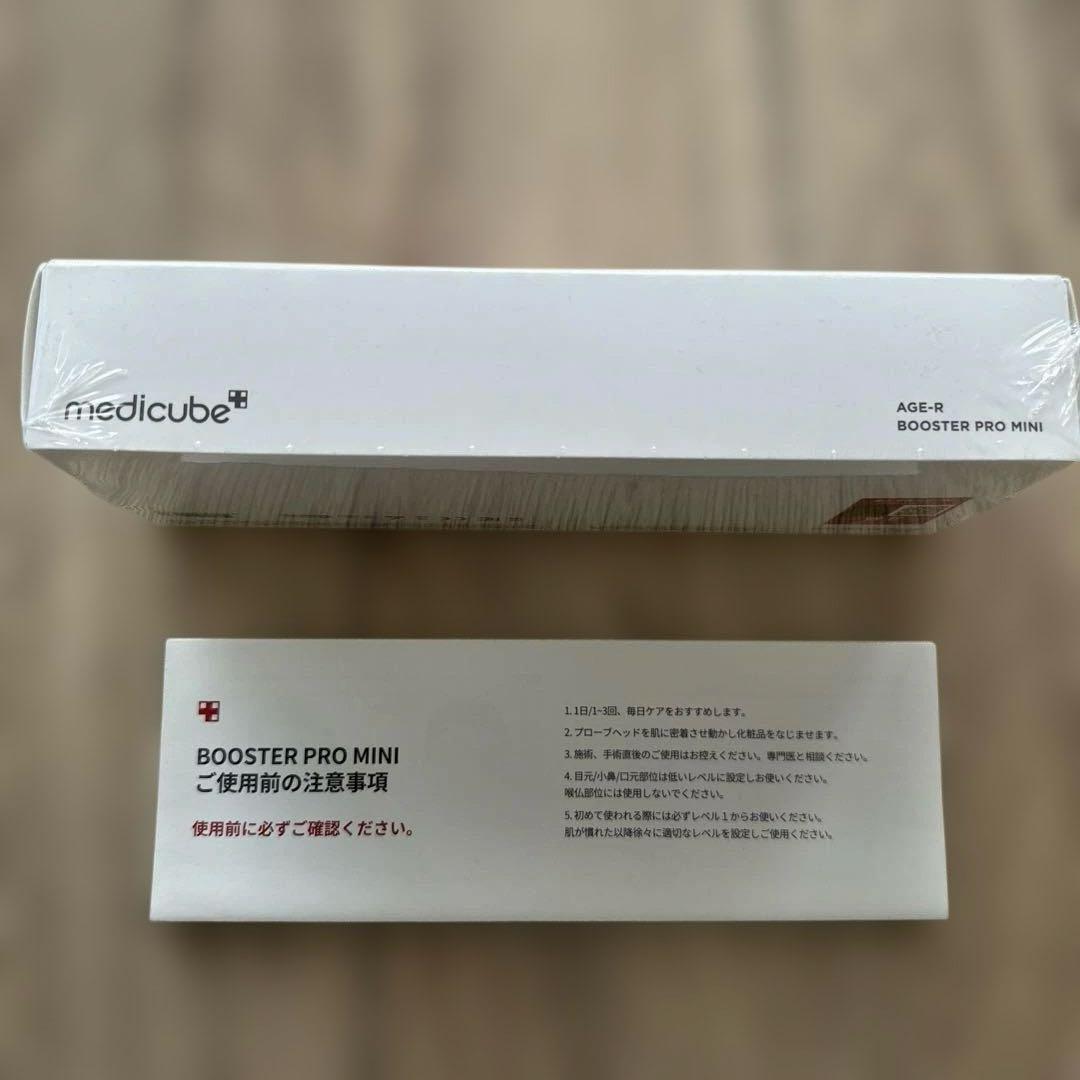 medicube
AGE-R
BOOSTER PRO MINI
BOOSTER PRO MINI
ご使用前の注意事項
使用前に必ずご確認ください。
1. 1日/1~3回、毎日ケアをおすすめします。
2. プローブヘッドを肌に密着させ動かし化粧品をなじませます。
3. 施術、手術直後のご使用はお控えください。専門医と相談ください。
4. 目元/小鼻/口元部位は低いレベルに設定しお使いください。
喉仏部位には使用しないでください。
5. 初めて使われる際には必ずレベル1からお使いください。
肌が慣れた以降徐々に適切なレベルを設定しご使用ください。